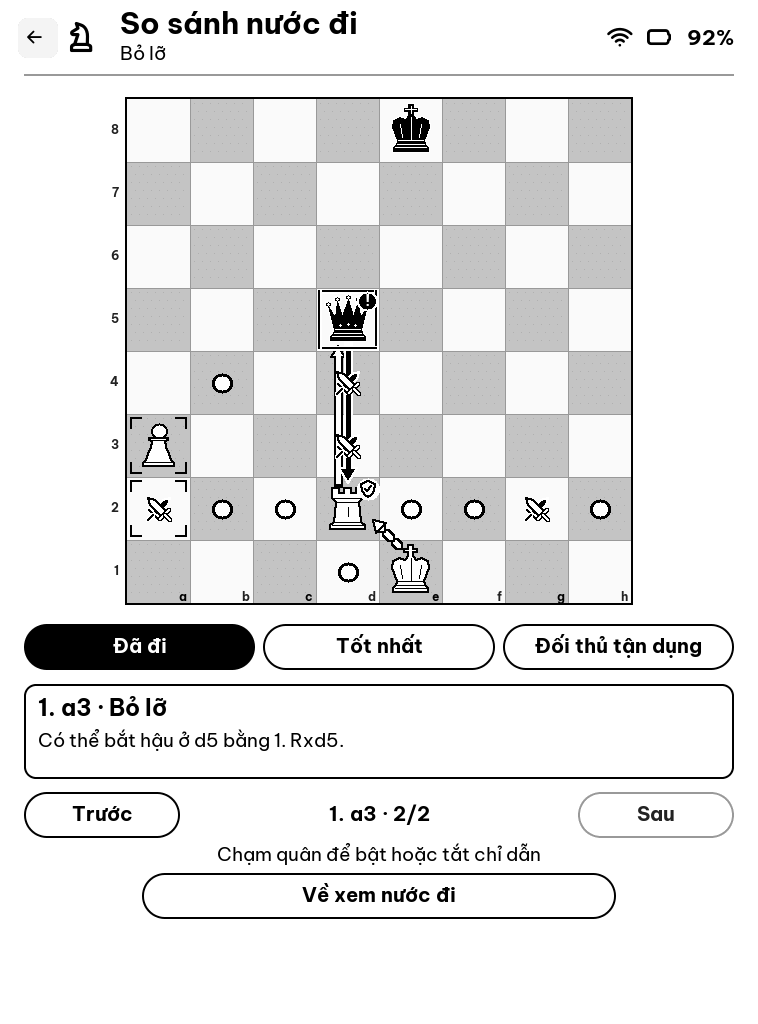 So sánh nước đi
Bỏ lỡ
92%
8
7
6
5
4
3
2
1
a b c d e f g h
Đã đi
Tốt nhất
Đối thủ tận dụng
1. a3 · Bỏ lỡ
Có thể bắt hậu ở d5 bằng 1. Rxd5.
Trước
1. a3 · 2/2
Sau
Chạm quân để bật hoặc tắt chỉ dẫn
Về xem nước đi